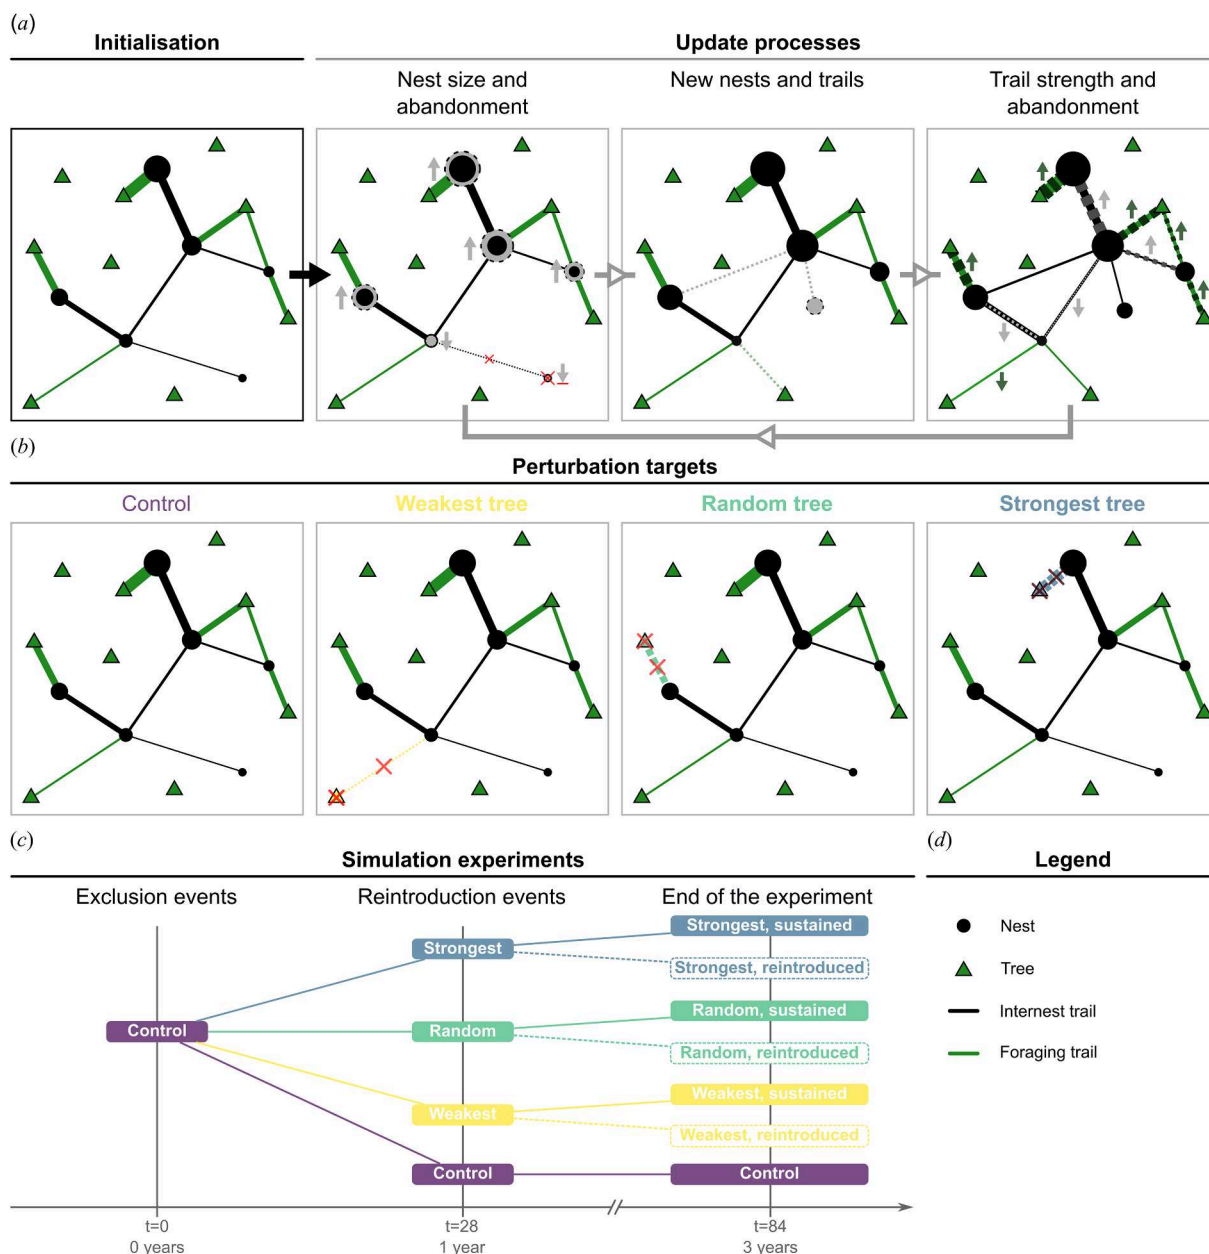 (a)
Initialisation
Update processes
Nest size and
abandonment
New nests and trails
Trail strength and
abandonment
(b)
Perturbation targets
Control
Weakest tree
Random tree
Strongest tree
(c)
Simulation experiments
Exclusion events
Reintroduction events
End of the experiment
Strongest, sustained
Strongest
Strongest, reintroduced
Random, sustained
Control
Random
Random, reintroduced
Weakest, sustained
Weakest
Weakest, reintroduced
Control
Control
t=0
0 years
t=28
1 year
t=84
3 years
(d)
Legend
Nest
Tree
Internest trail
Foraging trail